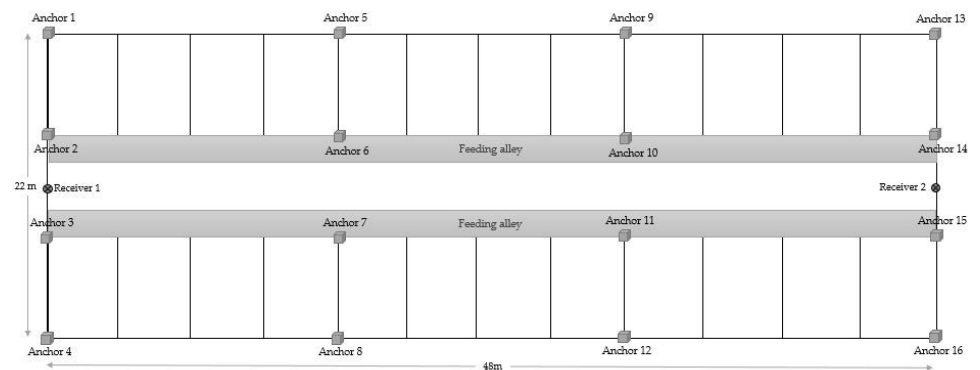 Anchor 1
Anchor 5
Anchor 9
Anchor 13
Anchor 2
Anchor 6
Feeding alley
Anchor 10
Anchor 14
22 m
Receiver 1
Receiver 2
Anchor 3
Anchor 7
Feeding alley
Anchor 11
Anchor 15
Anchor 4
Anchor 8
Anchor 12
Anchor 16
48m